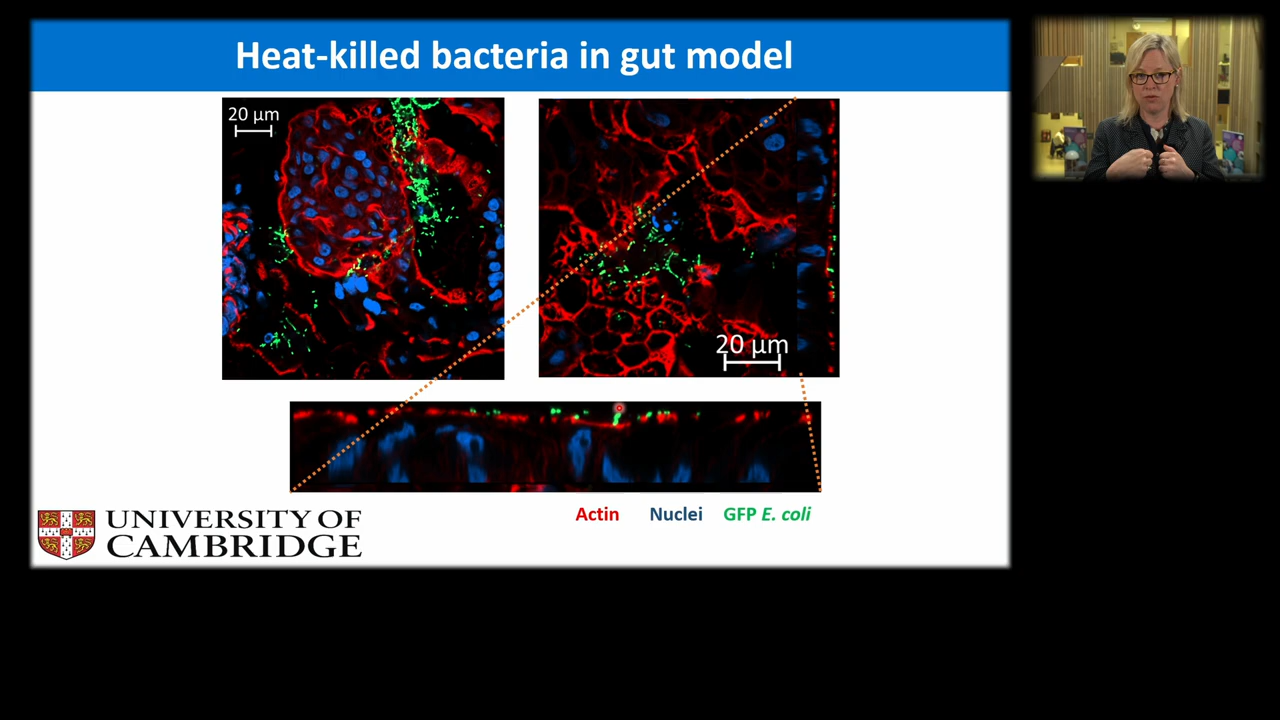 Heat-killed bacteria in gut model
20 µm
20 µm
Actin Nuclei GFP E. coli
UNIVERSITY OF
CAMBRIDGE